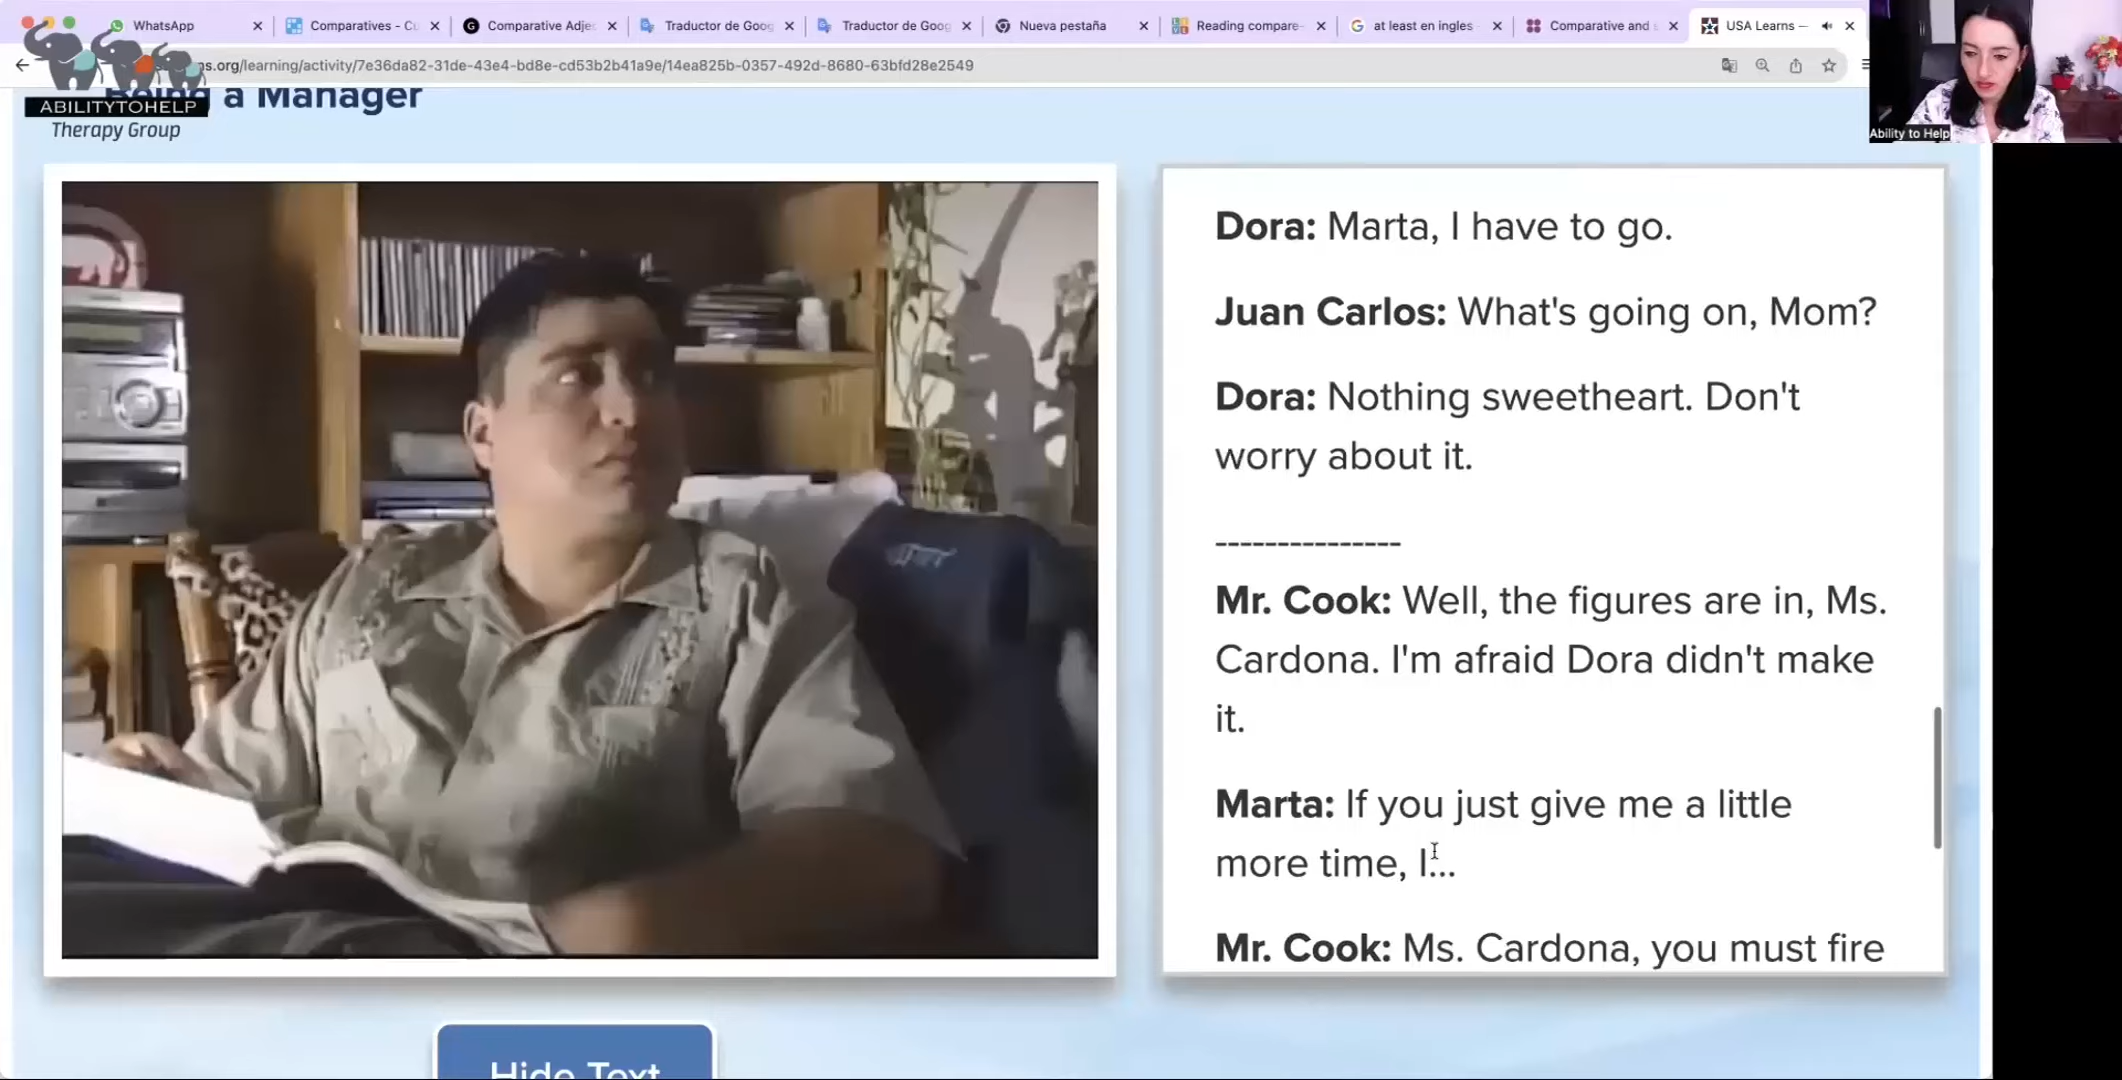 WhatsApp
Comparatives - Cu
Comparative Adje
Traductor de Goog
Traductor de Goog
Nueva pestaña
Reading compare-
at least en ingles -
Comparative and s
USA Learns —
ns.org/learning/activity/7e36da82-31de-43e4-bd8e-cd53b2b41a9e/14ea825b-0357-492d-8680-63bfd28e2549
ABILITYTOHELP
Therapy Group
Being a Manager
Ability to Help
Dora: Marta, I have to go.
Juan Carlos: What's going on, Mom?
Dora: Nothing sweetheart. Don't
worry about it.
---------------
Mr. Cook: Well, the figures are in, Ms.
Cardona. I'm afraid Dora didn't make
it.
Marta: If you just give me a little
more time, I...
Mr. Cook: Ms. Cardona, you must fire
Hide Text